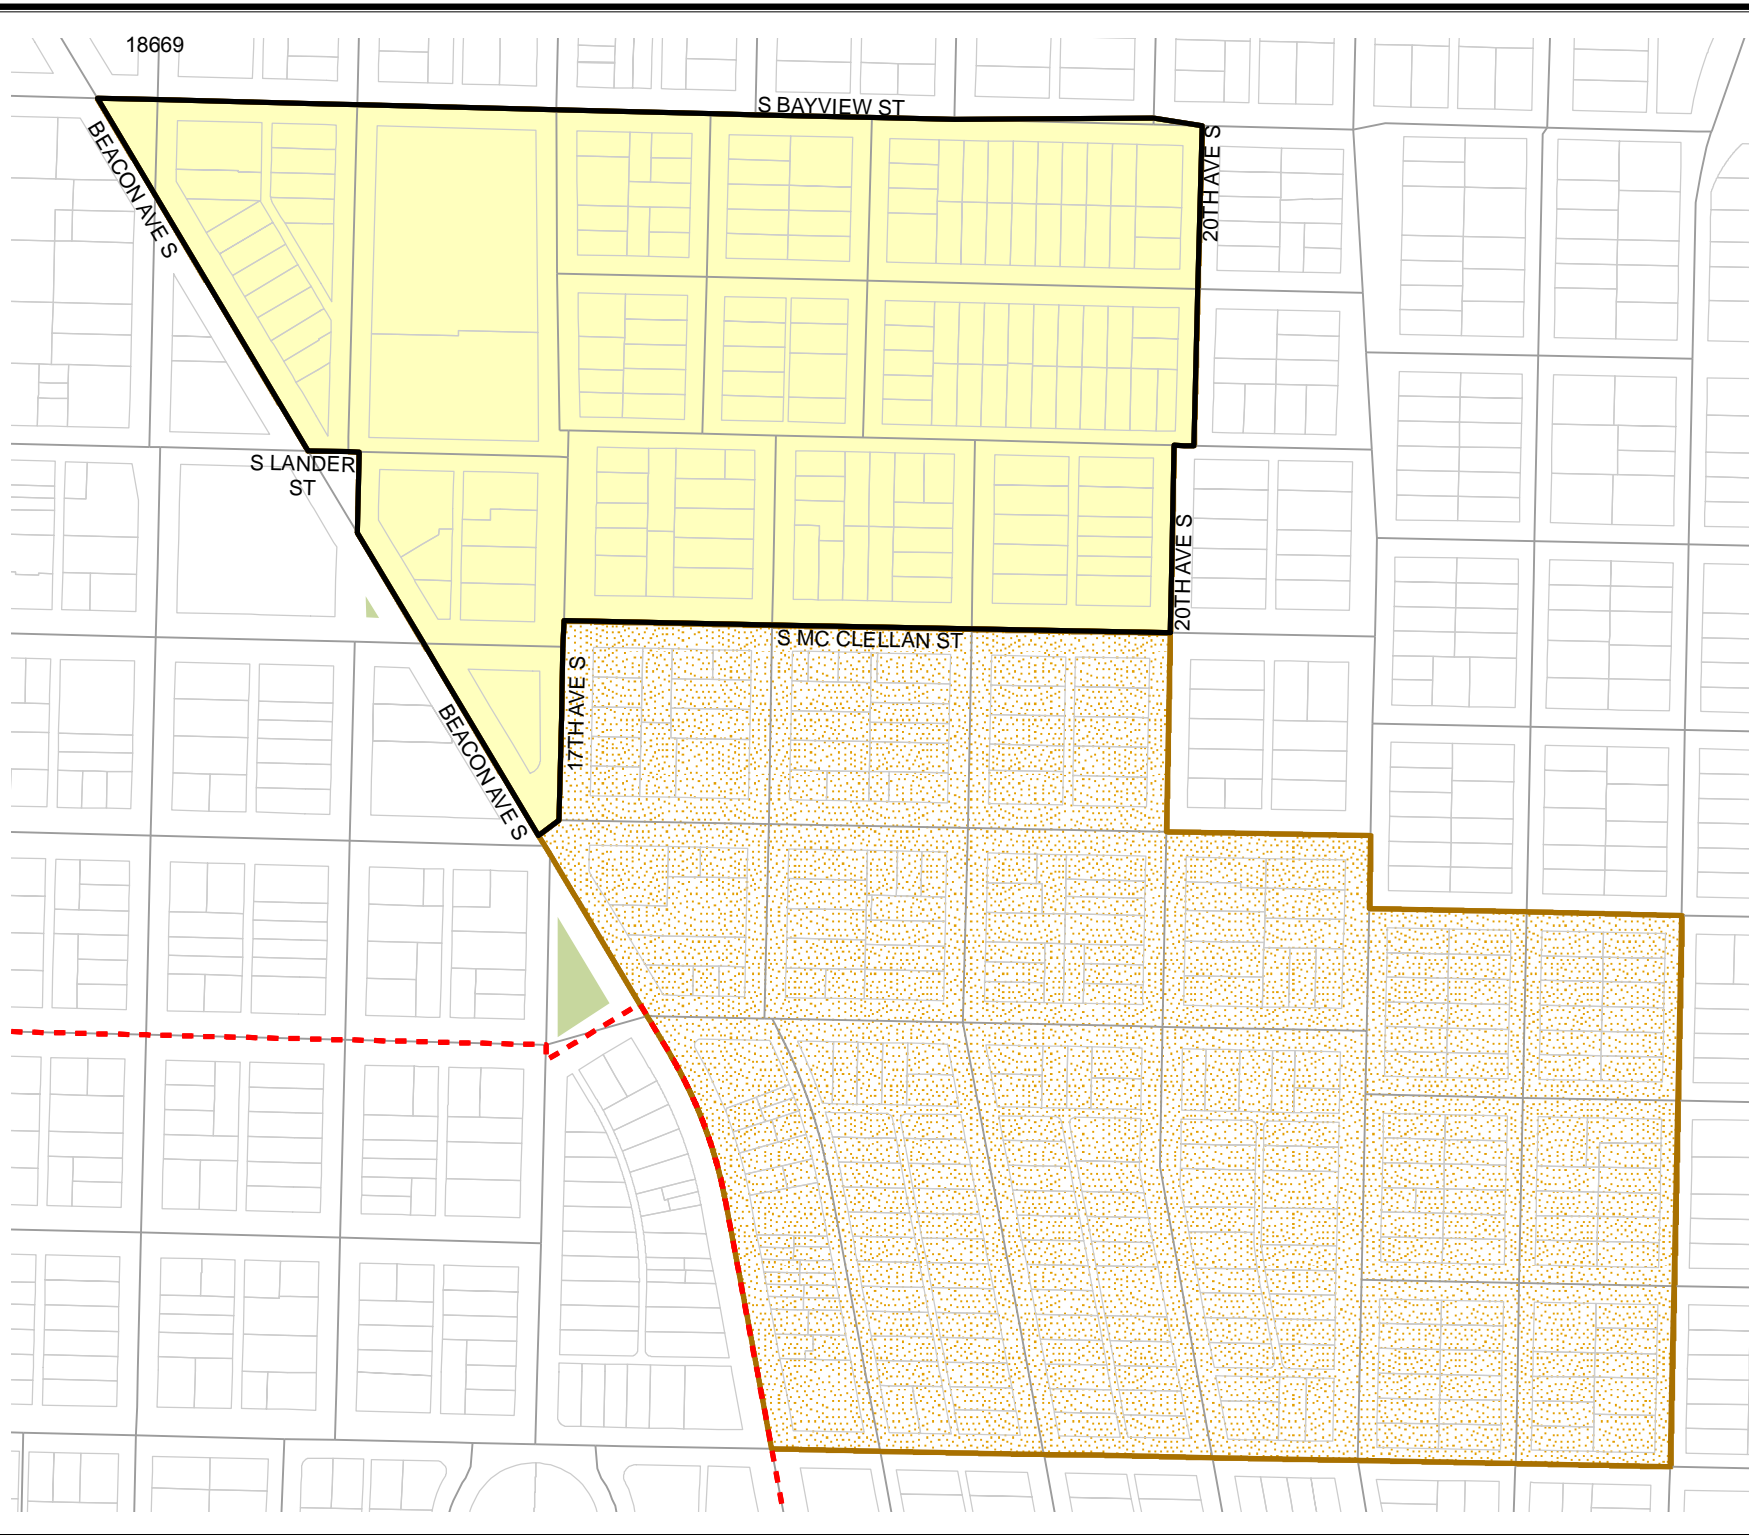 18669
S BAYVIEW ST
BEACON AVE S
20TH AVE S
S LANDER
ST
20TH AVE S
S MC CLELLAN ST
17TH AVE S
BEACON AVE S